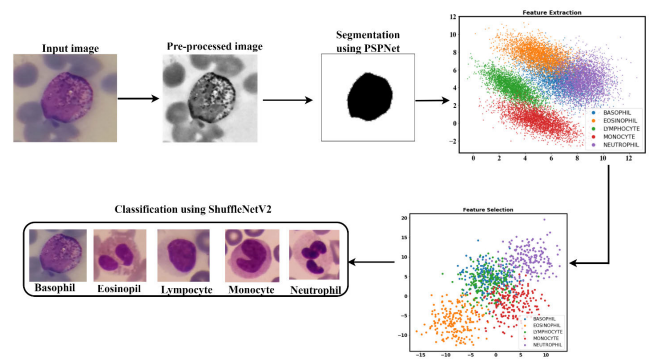 Input image
Pre-processed image
Segmentation
using PSPNet
Feature Extraction
12
10
8
6
4
2
0
−2
0 2 4 6 8 10 12
BASOPHIL
EOSINOPHIL
LYMPHOCYTE
MONOCYTE
NEUTROPHIL
Classification using ShuffleNetV2
Basophil Eosinopil Lympocyte Monocyte Neutrophil
Feature Selection
20
15
10
5
0
−5
−10
−15 −10 −5 0 5 10
BASOPHIL
EOSINOPHIL
LYMPHOCYTE
MONOCYTE
NEUTROPHIL